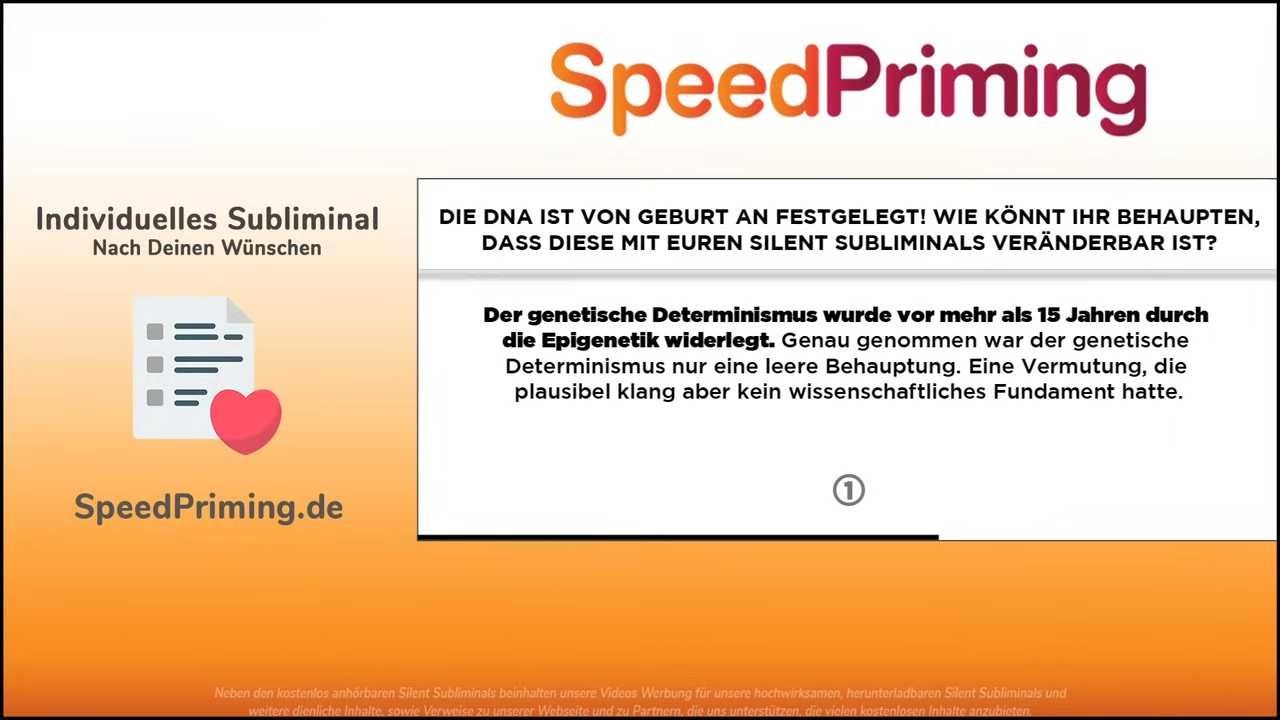 SpeedPriming
Individuelles Subliminal
Nach Deinen Wünschen
SpeedPriming.de
DIE DNA IST VON GEBURT AN FESTGELEGT! WIE KÖNNT IHR BEHAUPTEN,
DASS DIESE MIT EUREN SILENT SUBLIMINALS VERÄNDERBAR IST?
Der genetische Determinismus wurde vor mehr als 15 Jahren durch
die Epigenetik widerlegt. Genau genommen war der genetische
Determinismus nur eine leere Behauptung. Eine Vermutung, die
plausibel klang aber kein wissenschaftliches Fundament hatte.
①
Neben den kostenlos anhörbaren Silent Subliminals beinhalten unsere Videos Werbung für unsere hochwirksamen, herunterladbaren Silent Subliminals und
weitere dienliche Inhalte, sowie Verweise zu unserer Webseite und zu Partnern, die uns unterstützen, die vielen kostenlosen Inhalte anzubieten.